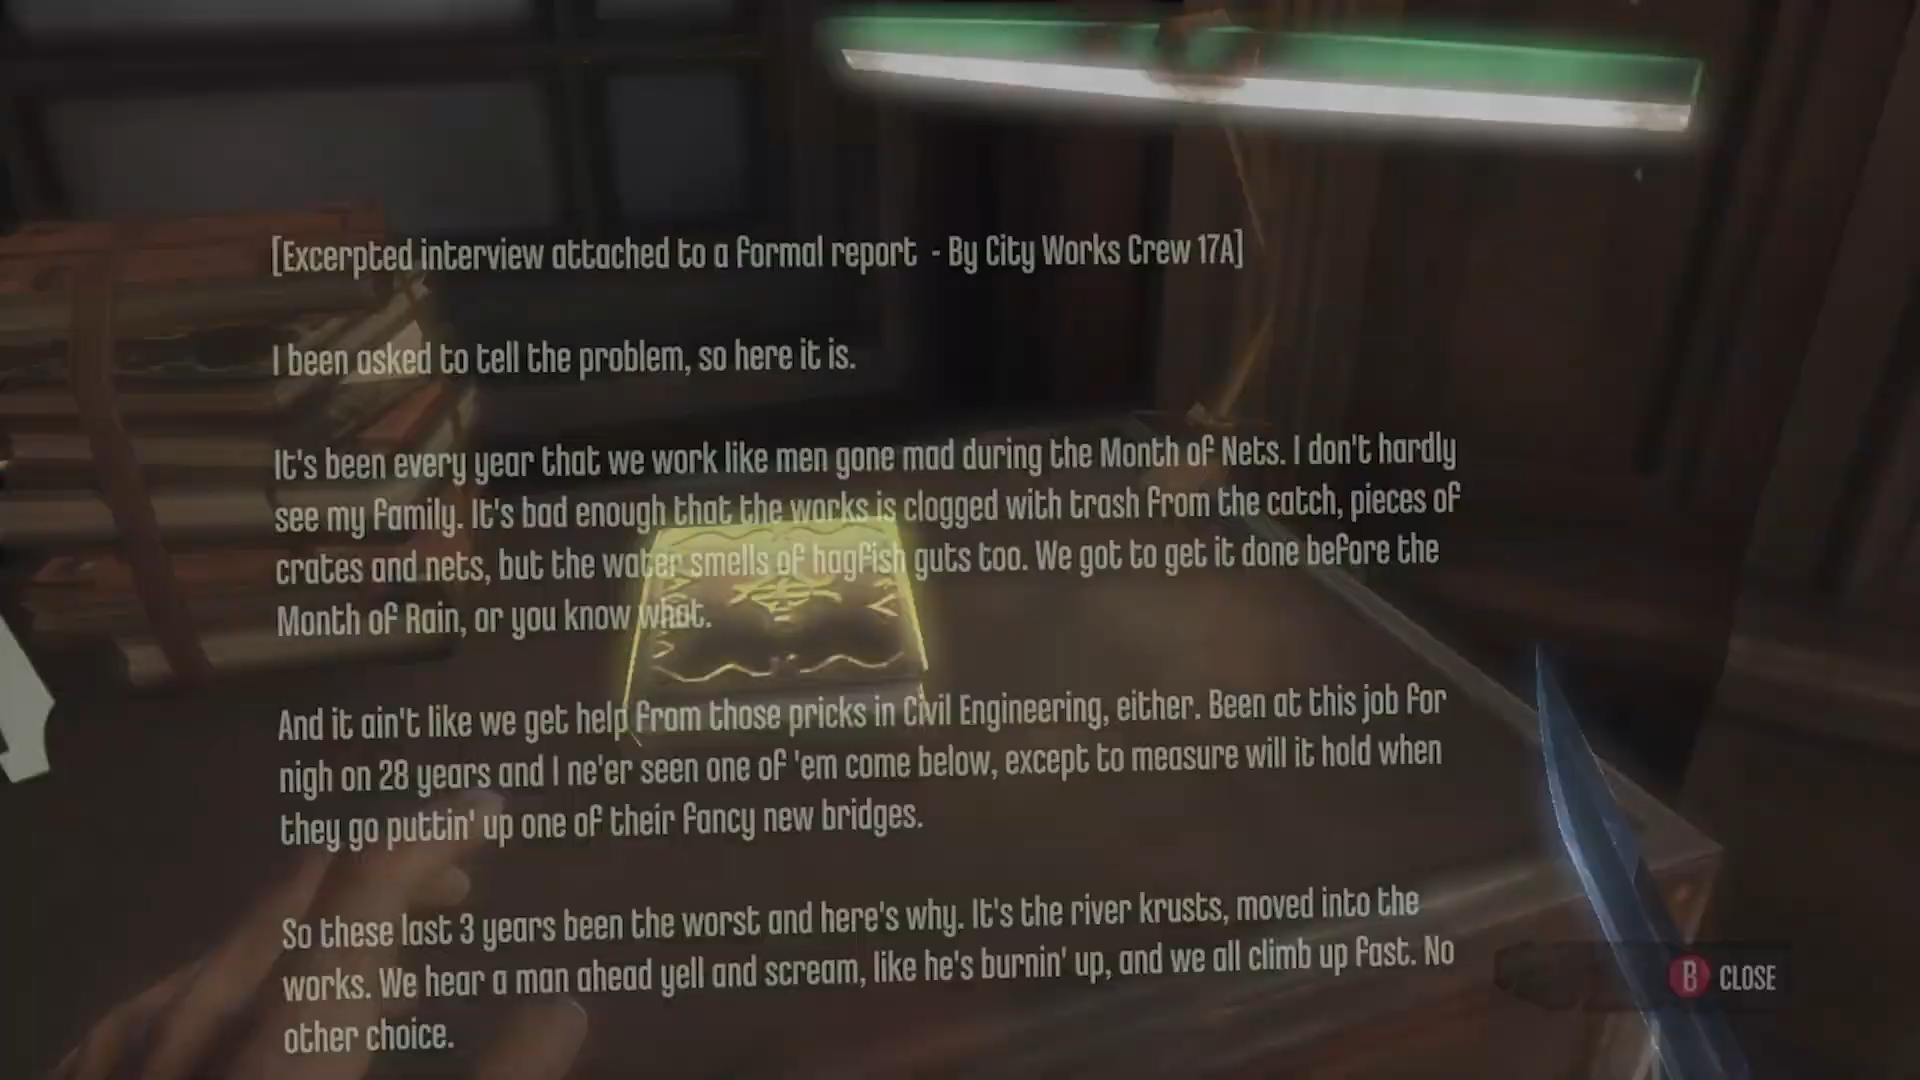 [Excerpted interview attached to a formal report - By City Works Crew 17A]
I been asked to tell the problem, so here it is.
It's been every year that we work like men gone mad during the Month of Nets. I don't hardly
see my family. It's bad enough that the works is clogged with trash from the catch, pieces of
crates and nets, but the water smells of hagfish guts too. We got to get it done before the
Month of Rain, or you know what.
And it ain't like we get help from those pricks in Civil Engineering, either. Been at this job for
nigh on 28 years and I ne'er seen one of 'em come below, except to measure will it hold when
they go puttin' up one of their fancy new bridges.
So these last 3 years been the worst and here's why. It's the river krusts, moved into the
works. We hear a man ahead yell and scream, like he's burnin' up, and we all climb up fast. No
other choice.
B CLOSE